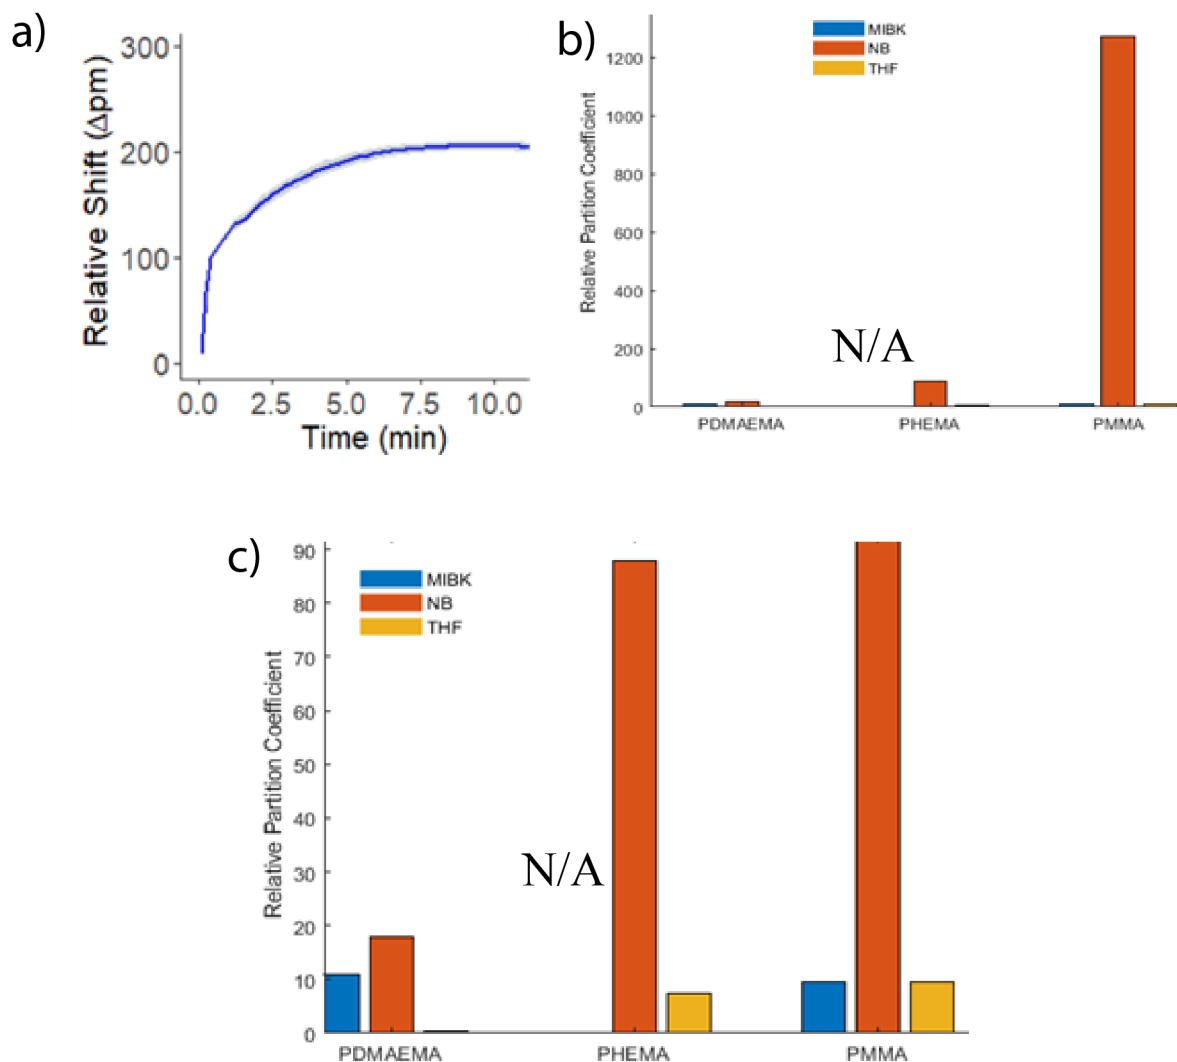 a)
300
200
100
0
Relative Shift (Δpm)
0.0 2.5 5.0 7.5 10.0
Time (min)
b)
MIBK
NB
THF
1200
1000
800
600
400
200
0
Relative Partition Coefficient
N/A
PDMAEMA PHEMA PMMA
c)
MIBK
NB
THF
90
80
70
60
50
40
30
20
10
0
Relative Partition Coefficient
N/A
PDMAEMA PHEMA PMMA